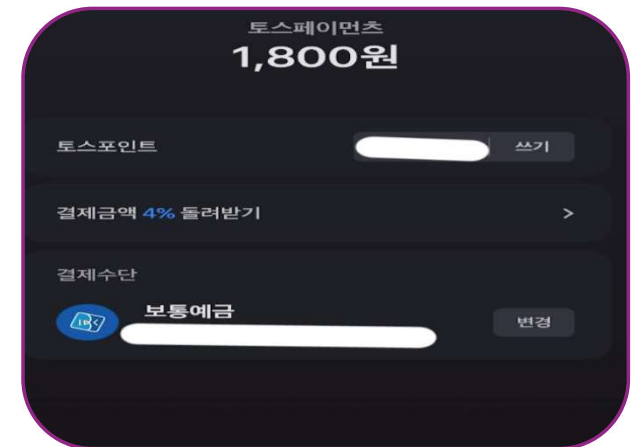 토스페이먼츠
1,800원
토스포인트
쓰기
결제금액 4% 돌려받기 >
결제수단
보통예금
변경